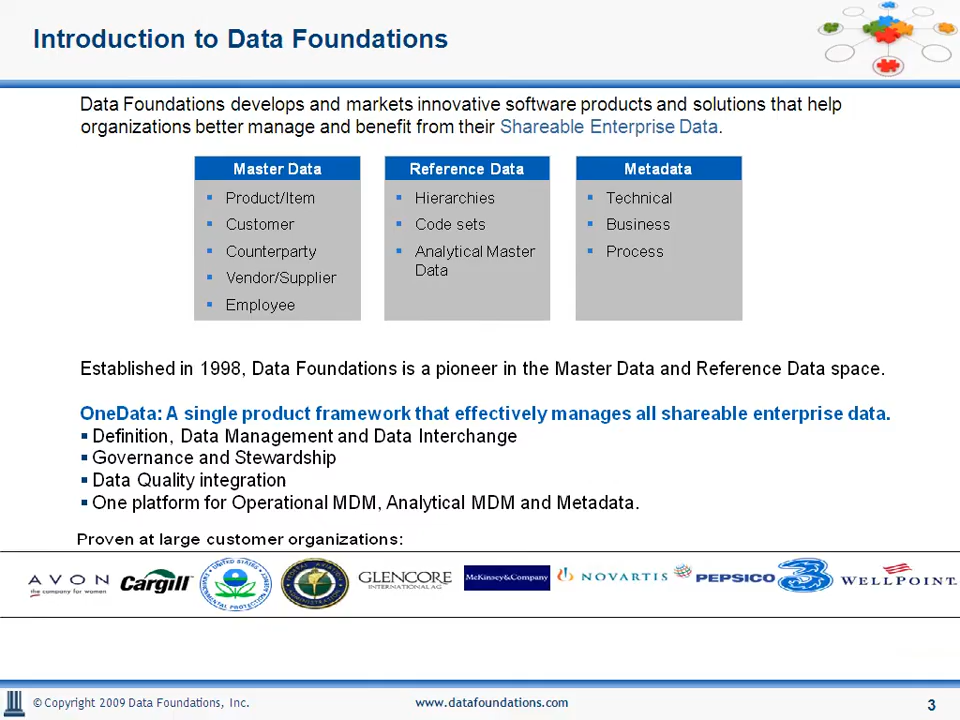 Introduction to Data Foundations
Data Foundations develops and markets innovative software products and solutions that help
organizations better manage and benefit from their Shareable Enterprise Data.
Master Data
Product/Item
Customer
Counterparty
Vendor/Supplier
Employee
Reference Data
Hierarchies
Code sets
Analytical Master
Data
Metadata
Technical
Business
Process
Established in 1998, Data Foundations is a pioneer in the Master Data and Reference Data space.
OneData: A single product framework that effectively manages all shareable enterprise data.
Definition, Data Management and Data Interchange
Governance and Stewardship
Data Quality integration
One platform for Operational MDM, Analytical MDM and Metadata.
Proven at large customer organizations:
AVON
the company for women
Cargill
UNITED STATES
GLENCORE
INTERNATIONAL AG
McKinsey&Company
NOVARTIS
PEPSICO
3
WELLPOINT.
© Copyright 2009 Data Foundations, Inc.
www.datafoundations.com
3